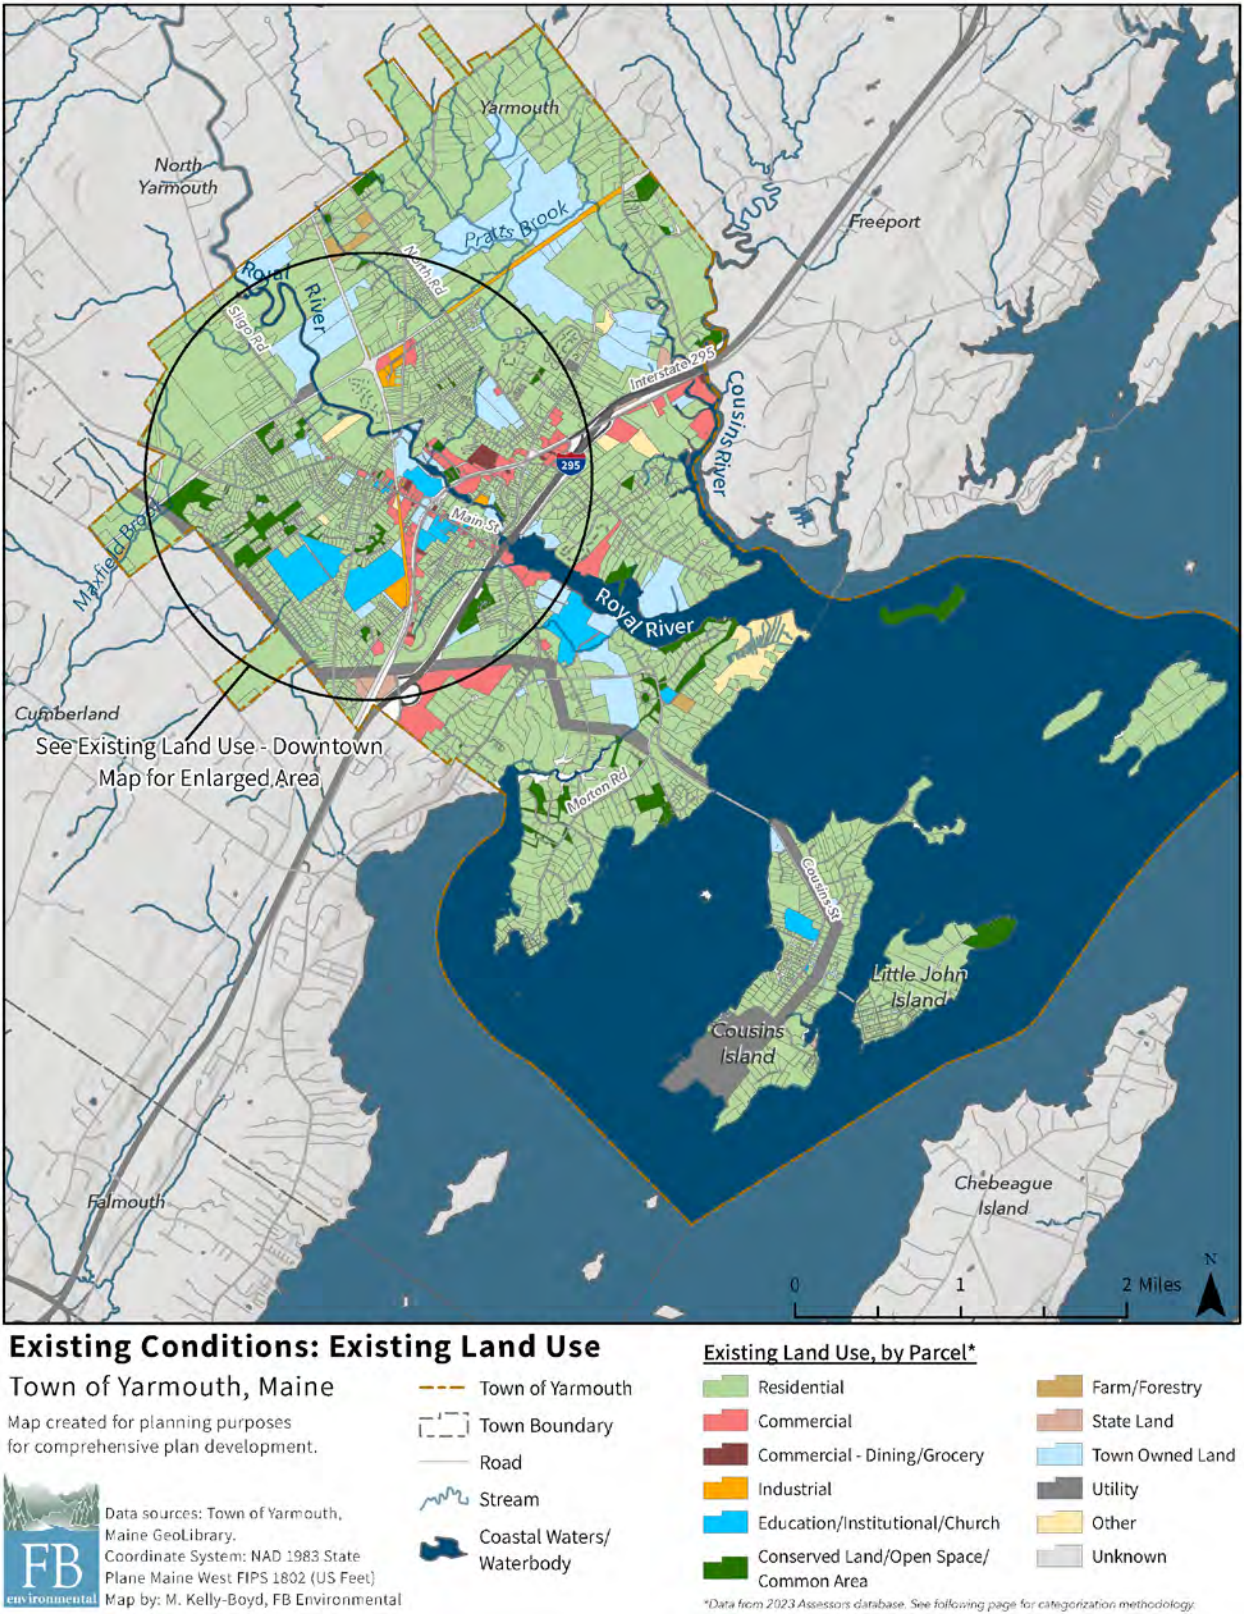 Yarmouth
North
Yarmouth
Freeport
Pratts Brook
North Rd
Royal
River
Sligo Rd
Interstate 295
Cousins River
295
Main St
Maxfield Brook
Royal River
Cumberland
See Existing Land Use - Downtown
Map for Enlarged Area
Morton Rd
Cousins St
Little John
Island
Cousins
Island
Chebeague
Island
Falmouth
N
0 1 2 Miles
Existing Conditions: Existing Land Use
Town of Yarmouth, Maine
Map created for planning purposes
for comprehensive plan development.
FB
environmental
Data sources: Town of Yarmouth,
Maine GeoLibrary.
Coordinate System: NAD 1983 State
Plane Maine West FIPS 1802 (US Feet)
Map by: M. Kelly-Boyd, FB Environmental
Town of Yarmouth
Town Boundary
Road
Stream
Coastal Waters/
Waterbody
Existing Land Use, by Parcel*
Residential
Commercial
Commercial - Dining/Grocery
Industrial
Education/Institutional/Church
Conserved Land/Open Space/
Common Area
Farm/Forestry
State Land
Town Owned Land
Utility
Other
Unknown
*Data from 2023 Assessors database. See following page for categorization methodology.